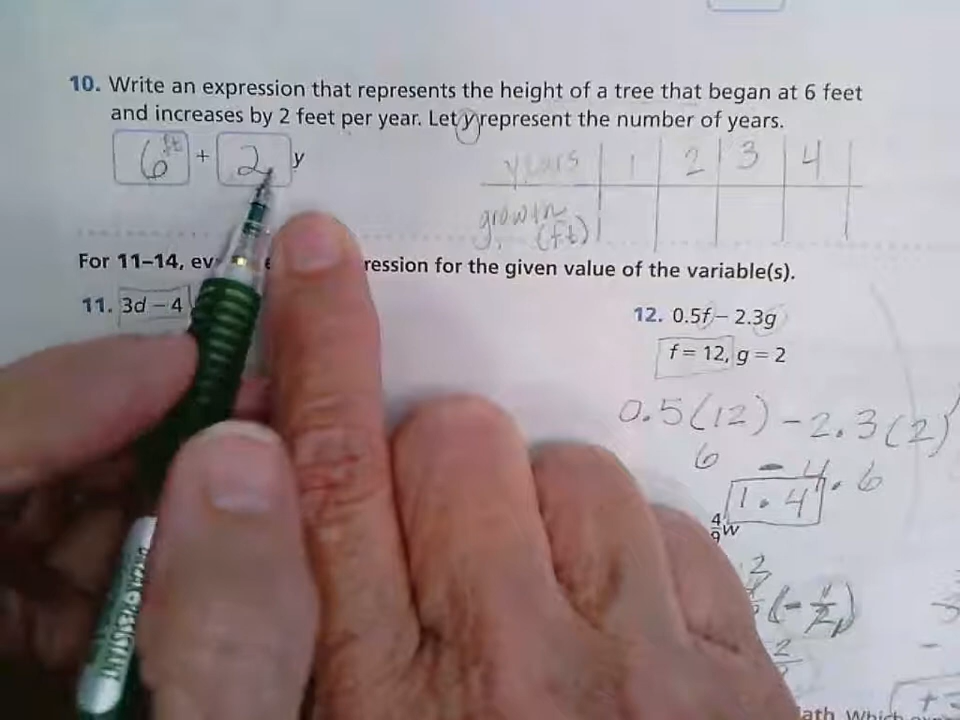 10. Write an expression that represents the height of a tree that began at 6 feet
and increases by 2 feet per year. Let y represent the number of years.
6 ft + 2 y
years 1 2 3 4
growth (ft)
For 11–14, ression for the given value of the variable(s).
11. 3d – 4
12. 0.5f – 2.3g
f = 12, g = 2
0.5(12) - 2.3(2)
6 - 4.6
1.4
4/9 w